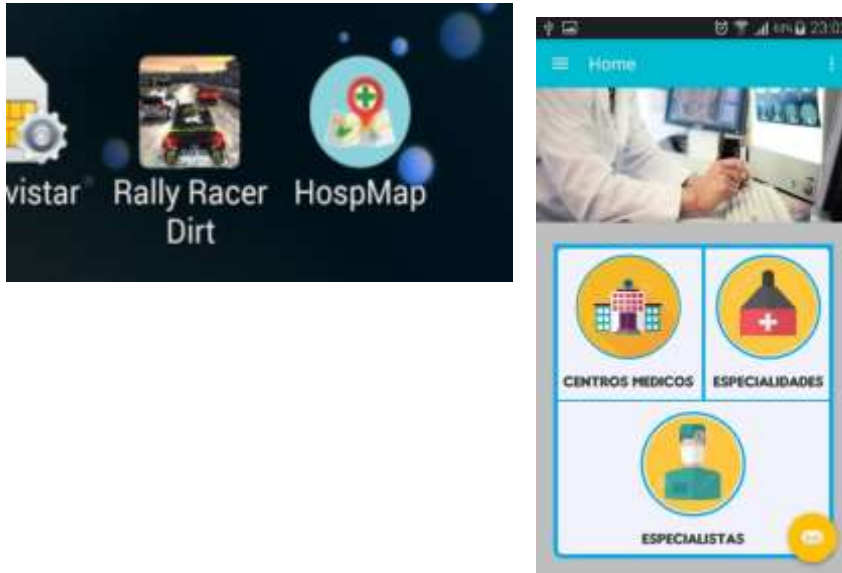 vistar
Rally Racer
Dirt
HospMap
Home
CENTROS MEDICOS
ESPECIALIDADES
ESPECIALISTAS